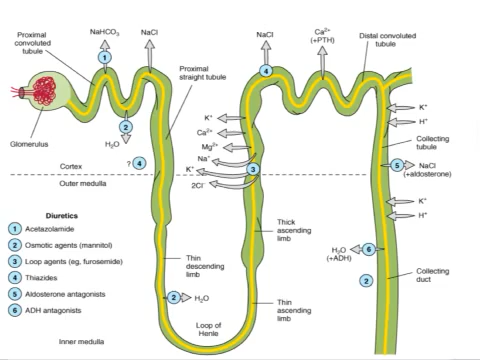 Proximal
convoluted
tubule
NaHCO3
NaCl
NaCl
Ca2+
(+PTH)
Distal convoluted
tubule
1
Proximal
straight tubule
4
2
H2O
Glomerulus
K+
Ca2+
Mg2+
Na+
K+
2Cl-
3
? 4
K+
H+
Collecting
tubule
5
NaCl
(+aldosterone)
Cortex
Outer medulla
K+
H+
Diuretics
1 Acetazolamide
2 Osmotic agents (mannitol)
3 Loop agents (eg, furosemide)
4 Thiazides
5 Aldosterone antagonists
6 ADH antagonists
Thick
ascending
limb
H2O
(+ADH)
6
Thin
descending
limb
2
Collecting
duct
2 H2O
Thin
ascending
limb
Loop of
Henle
Inner medulla